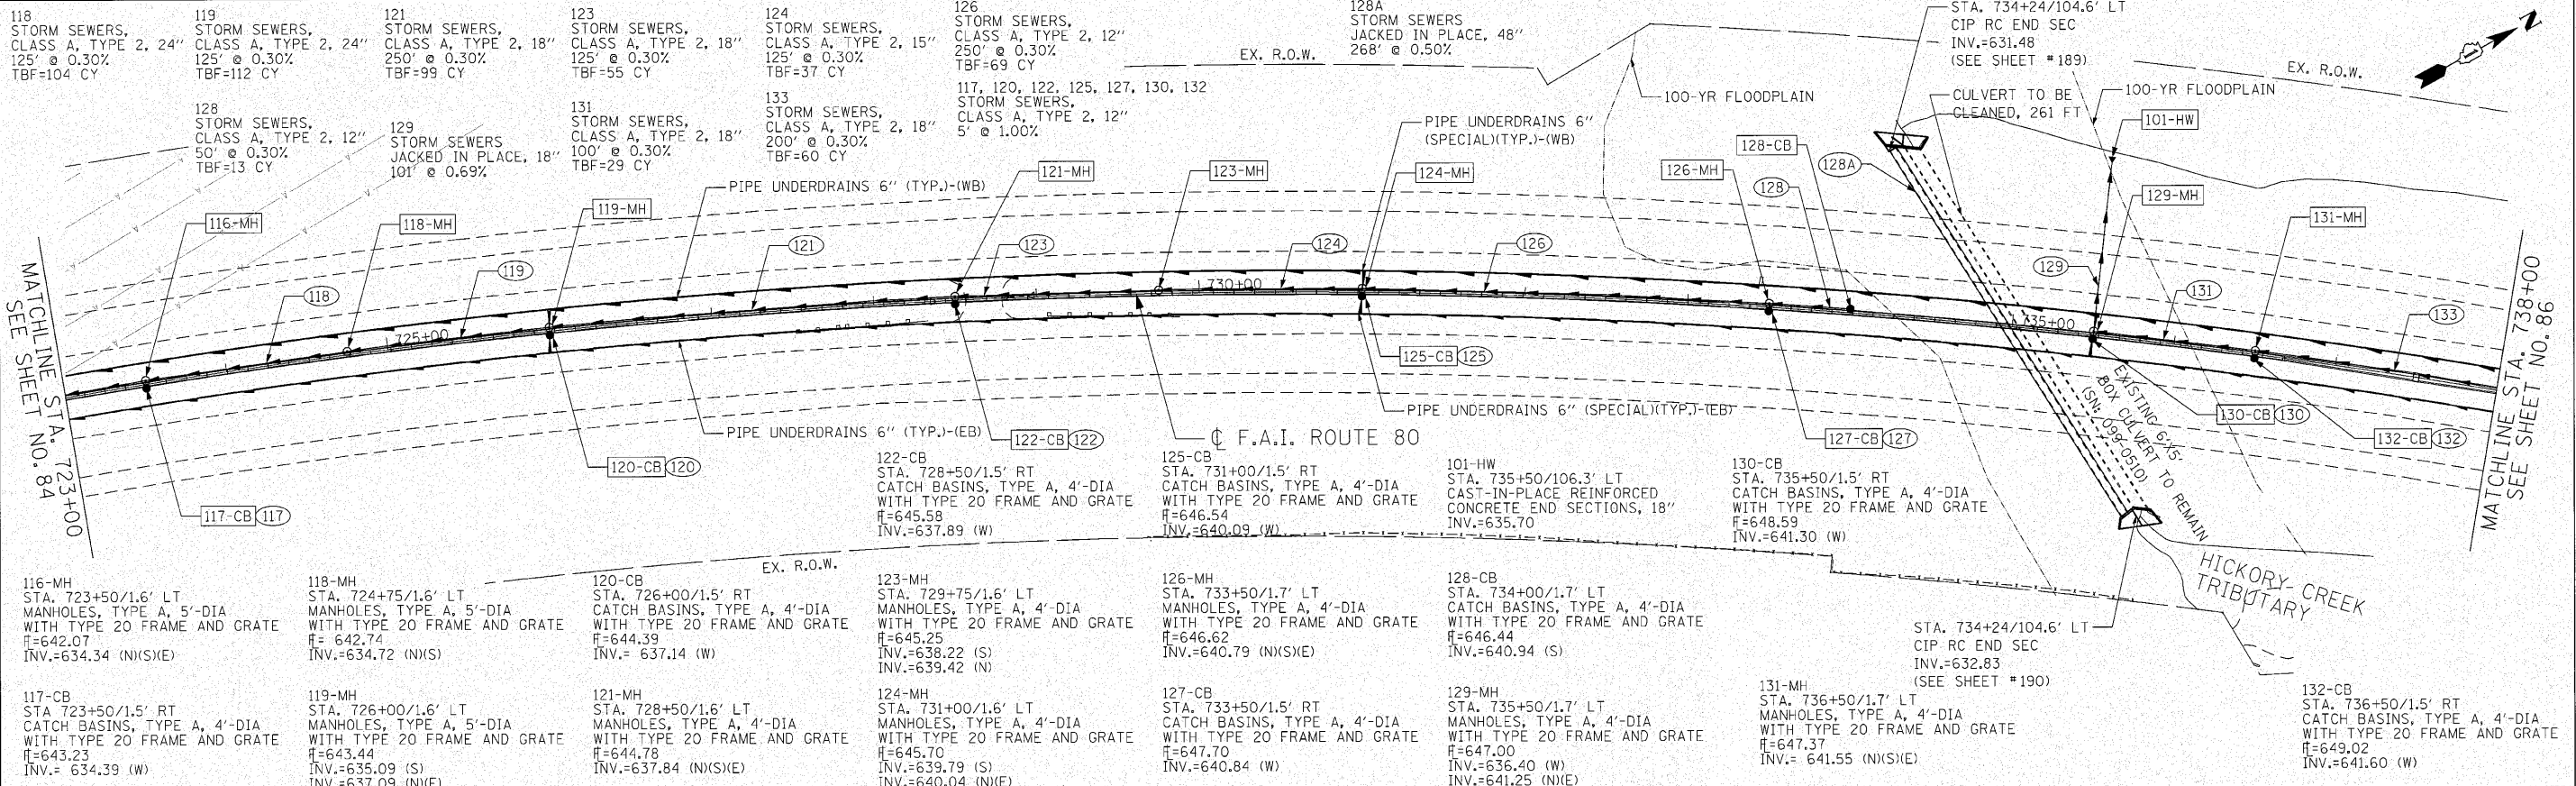 118
STORM SEWERS,
CLASS A, TYPE 2, 24"
125' @ 0.30%
TBF=104 CY
119
STORM SEWERS,
CLASS A, TYPE 2, 24"
125' @ 0.30%
TBF=112 CY
121
STORM SEWERS,
CLASS A, TYPE 2, 18"
250' @ 0.30%
TBF=99 CY
123
STORM SEWERS,
CLASS A, TYPE 2, 18"
125' @ 0.30%
TBF=55 CY
124
STORM SEWERS,
CLASS A, TYPE 2, 15"
125' @ 0.30%
TBF=37 CY
126
STORM SEWERS,
CLASS A, TYPE 2, 12"
250' @ 0.30%
TBF=69 CY
128A
STORM SEWERS
JACKED IN PLACE, 48"
268' @ 0.50%
STA. 734+24/104.6' LT
CIP RC END SEC
INV.=631.48
(SEE SHEET #189)
N
EX. R.O.W.
EX. R.O.W.
128
STORM SEWERS,
CLASS A, TYPE 2, 12"
50' @ 0.30%
TBF=13 CY
129
STORM SEWERS
JACKED IN PLACE, 18"
101' @ 0.69%
131
STORM SEWERS,
CLASS A, TYPE 2, 18"
100' @ 0.30%
TBF=29 CY
133
STORM SEWERS,
CLASS A, TYPE 2, 18"
200' @ 0.30%
TBF=60 CY
117, 120, 122, 125, 127, 130, 132
STORM SEWERS,
CLASS A, TYPE 2, 12"
5' @ 1.00%
100-YR FLOODPLAIN
CULVERT TO BE
CLEANED, 261 FT
100-YR FLOODPLAIN
101-HW
PIPE UNDERDRAINS 6"
(SPECIAL)(TYP.)-(WB)
PIPE UNDERDRAINS 6" (TYP.)-(WB)
116-MH
118-MH
119-MH
121-MH
123-MH
124-MH
126-MH
128-CB
128
128A
129-MH
131-MH
118
119
121
123
124
126
129
131
133
725+00
730+00
735+00
MATCHLINE STA. 723+00
SEE SHEET NO. 84
MATCHLINE STA. 738+00
SEE SHEET NO. 86
117-CB 117
120-CB 120
122-CB 122
125-CB 125
127-CB 127
130-CB 130
132-CB 132
PIPE UNDERDRAINS 6" (TYP.)-(EB)
PIPE UNDERDRAINS 6" (SPECIAL)(TYP.)-(EB)
℄ F.A.I. ROUTE 80
EXISTING 6'X5'
BOX CULVERT TO REMAIN
(SN: 099-0510)
HICKORY CREEK
TRIBUTARY
EX. R.O.W.
122-CB
STA. 728+50/1.5' RT
CATCH BASINS, TYPE A, 4'-DIA
WITH TYPE 20 FRAME AND GRATE
FL=645.58
INV.=637.89 (W)
125-CB
STA. 731+00/1.5' RT
CATCH BASINS, TYPE A, 4'-DIA
WITH TYPE 20 FRAME AND GRATE
FL=646.54
INV.=640.09 (W)
101-HW
STA. 735+50/106.3' LT
CAST-IN-PLACE REINFORCED
CONCRETE END SECTIONS, 18"
INV.=635.70
130-CB
STA. 735+50/1.5' RT
CATCH BASINS, TYPE A, 4'-DIA
WITH TYPE 20 FRAME AND GRATE
FL=648.59
INV.=641.30 (W)
116-MH
STA. 723+50/1.6' LT
MANHOLES, TYPE A, 5'-DIA
WITH TYPE 20 FRAME AND GRATE
FL=642.07
INV.=634.34 (N)(S)(E)
118-MH
STA. 724+75/1.6' LT
MANHOLES, TYPE A, 5'-DIA
WITH TYPE 20 FRAME AND GRATE
FL= 642.74
INV.=634.72 (N)(S)
120-CB
STA. 726+00/1.5' RT
CATCH BASINS, TYPE A, 4'-DIA
WITH TYPE 20 FRAME AND GRATE
FL=644.39
INV.= 637.14 (W)
123-MH
STA. 729+75/1.6' LT
MANHOLES, TYPE A, 4'-DIA
WITH TYPE 20 FRAME AND GRATE
FL=645.25
INV.=638.22 (S)
INV.=639.42 (N)
126-MH
STA. 733+50/1.7' LT
MANHOLES, TYPE A, 4'-DIA
WITH TYPE 20 FRAME AND GRATE
FL=646.62
INV.=640.79 (N)(S)(E)
128-CB
STA. 734+00/1.7' LT
CATCH BASINS, TYPE A, 4'-DIA
WITH TYPE 20 FRAME AND GRATE
FL=646.44
INV.=640.94 (S)
STA. 734+24/104.6' LT
CIP RC END SEC
INV.=632.83
(SEE SHEET #190)
117-CB
STA 723+50/1.5' RT
CATCH BASINS, TYPE A, 4'-DIA
WITH TYPE 20 FRAME AND GRATE
FL=643.23
INV.= 634.39 (W)
119-MH
STA. 726+00/1.6' LT
MANHOLES, TYPE A, 5'-DIA
WITH TYPE 20 FRAME AND GRATE
FL=643.44
INV.=635.09 (S)
INV.=637.09 (N)(E)
121-MH
STA. 728+50/1.6' LT
MANHOLES, TYPE A, 4'-DIA
WITH TYPE 20 FRAME AND GRATE
FL=644.78
INV.=637.84 (N)(S)(E)
124-MH
STA. 731+00/1.6' LT
MANHOLES, TYPE A, 4'-DIA
WITH TYPE 20 FRAME AND GRATE
FL=645.70
INV.=639.79 (S)
INV.=640.04 (N)(E)
127-CB
STA. 733+50/1.5' RT
CATCH BASINS, TYPE A, 4'-DIA
WITH TYPE 20 FRAME AND GRATE
FL=647.70
INV.=640.84 (W)
129-MH
STA. 735+50/1.7' LT
MANHOLES, TYPE A, 4'-DIA
WITH TYPE 20 FRAME AND GRATE
FL=647.00
INV.=636.40 (W)
INV.=641.25 (N)(E)
131-MH
STA. 736+50/1.7' LT
MANHOLES, TYPE A, 4'-DIA
WITH TYPE 20 FRAME AND GRATE
FL=647.37
INV.= 641.55 (N)(S)(E)
132-CB
STA. 736+50/1.5' RT
CATCH BASINS, TYPE A, 4'-DIA
WITH TYPE 20 FRAME AND GRATE
FL=649.02
INV.=641.60 (W)